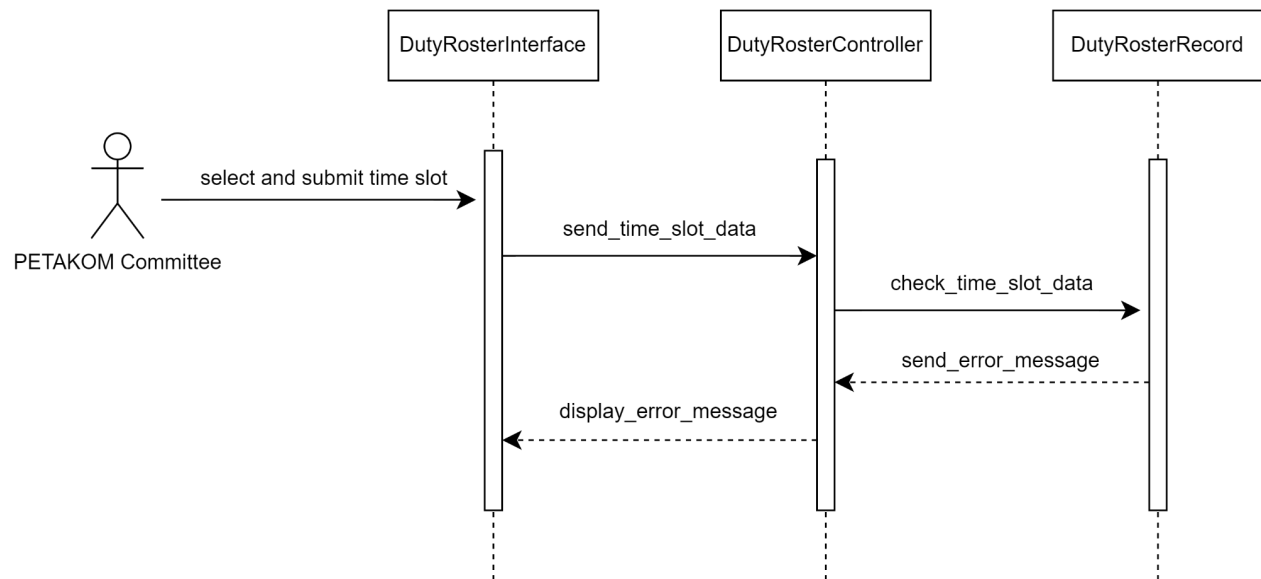 DutyRosterInterface
DutyRosterController
DutyRosterRecord
select and submit time slot
PETAKOM Committee
send_time_slot_data
check_time_slot_data
send_error_message
display_error_message